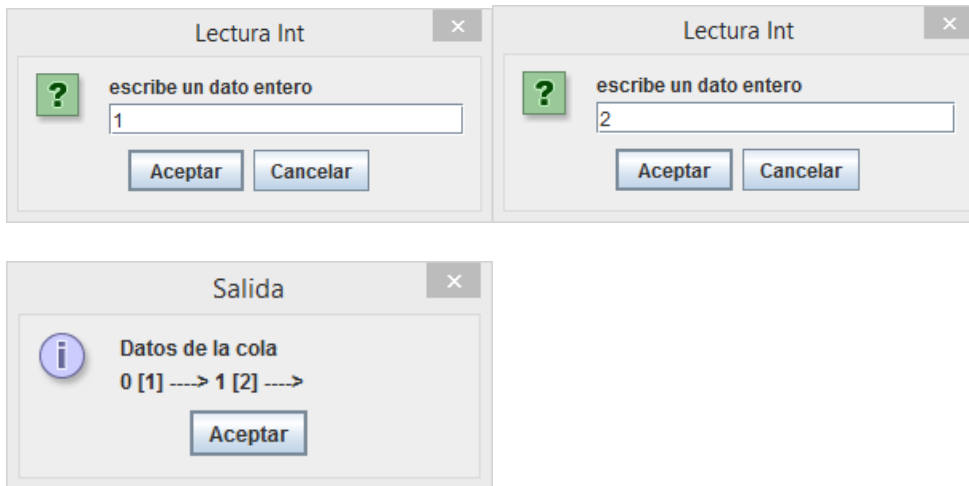 Lectura Int
escribe un dato entero
1
Aceptar Cancelar
Lectura Int
escribe un dato entero
2
Aceptar Cancelar
Salida
Datos de la cola
0 [1] ----> 1 [2] ---->
Aceptar